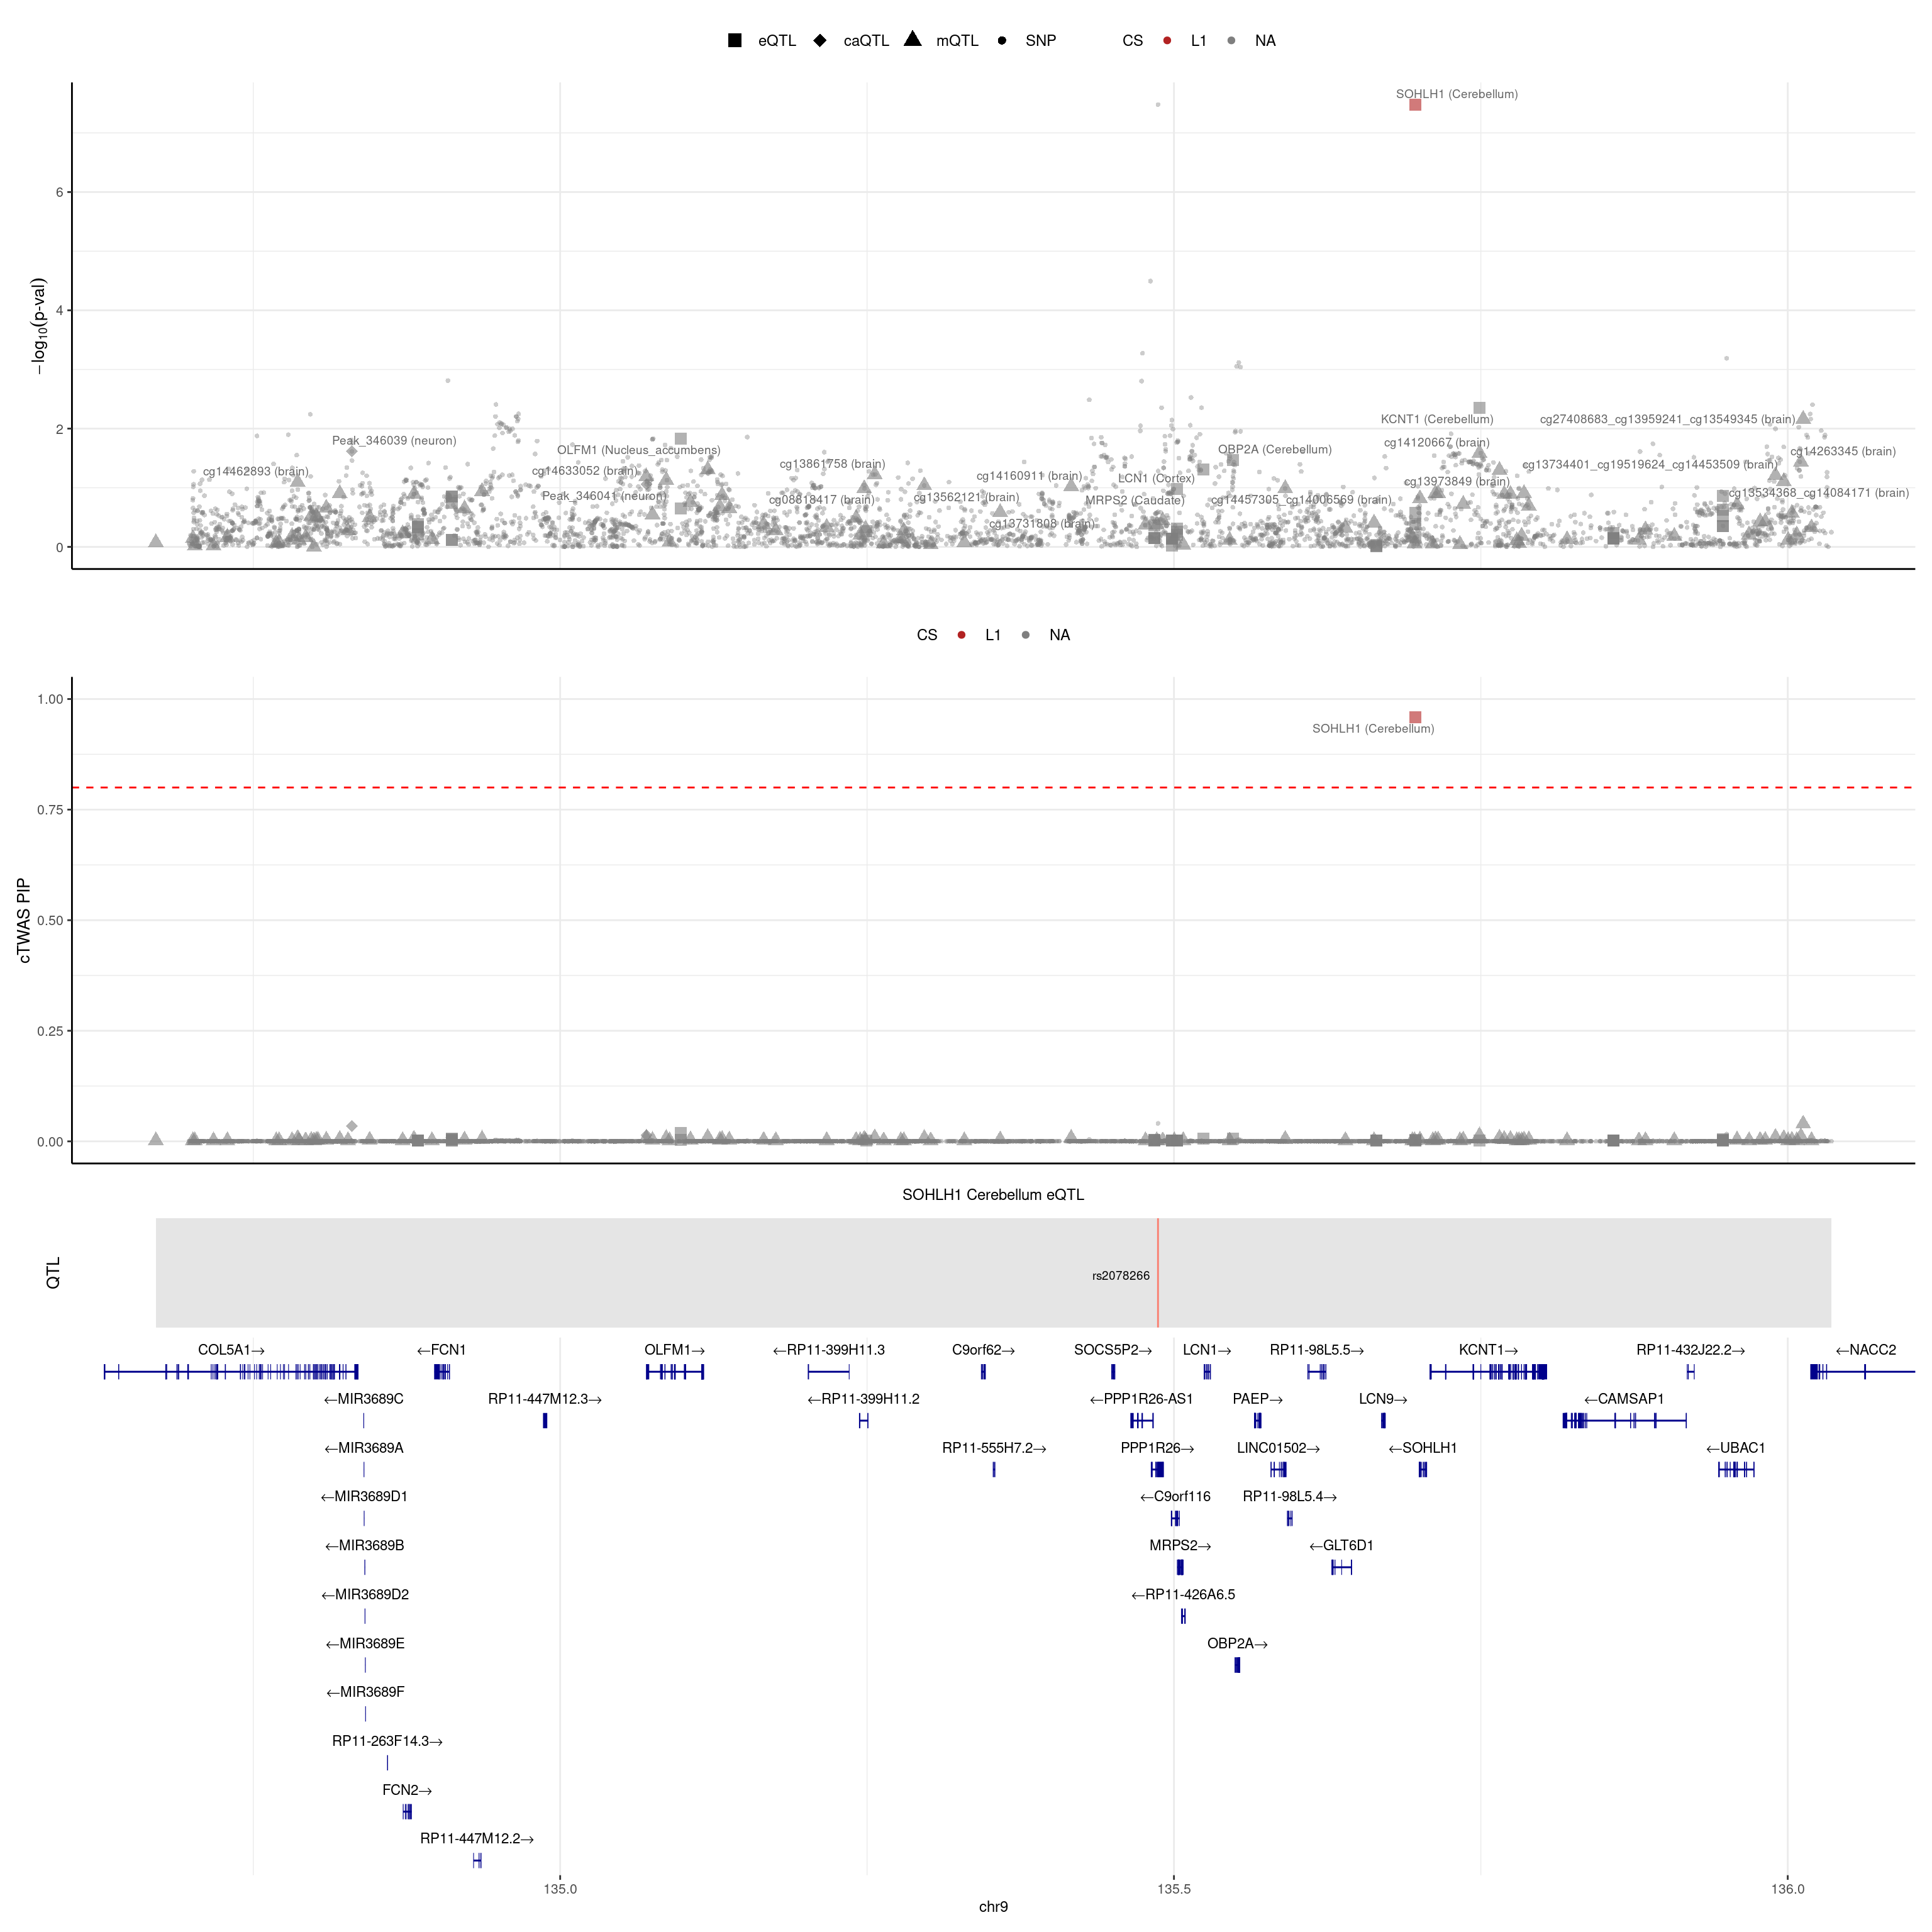 eQTL caQTL mQTL SNP CS L1 NA
−log10(p-val)
6
4
2
0
SOHLH1 (Cerebellum)
KCNT1 (Cerebellum)
cg27408683_cg13959241_cg13549345 (brain)
Peak_346039 (neuron)
OLFM1 (Nucleus_accumbens)
OBP2A (Cerebellum)
cg14120667 (brain)
cg14263345 (brain)
cg14462893 (brain)
cg14633052 (brain)
cg13861758 (brain)
cg14160911 (brain)
LCN1 (Cortex)
cg13734401_cg19519624_cg14453509 (brain)
cg13973849 (brain)
Peak_346041 (neuron)
cg08818417 (brain)
cg13562121 (brain)
MRPS2 (Caudate)
cg14457305_cg14006569 (brain)
cg13534368_cg14084171 (brain)
cg13731808 (brain)
CS L1 NA
cTWAS PIP
1.00
0.75
0.50
0.25
0.00
SOHLH1 (Cerebellum)
SOHLH1 Cerebellum eQTL
QTL
rs2078266
COL5A1→ ←FCN1 OLFM1→ ←RP11-399H11.3 C9orf62→ SOCS5P2→ LCN1→ RP11-98L5.5→ KCNT1→ RP11-432J22.2→ ←NACC2
←MIR3689C RP11-447M12.3→ ←RP11-399H11.2 ←PPP1R26-AS1 PAEP→ LCN9→ ←CAMSAP1
←MIR3689A RP11-555H7.2→ PPP1R26→ LINC01502→ ←SOHLH1 ←UBAC1
←MIR3689D1 ←C9orf116 RP11-98L5.4→
←MIR3689B MRPS2→ ←GLT6D1
←MIR3689D2 ←RP11-426A6.5
←MIR3689E OBP2A→
←MIR3689F
RP11-263F14.3→
FCN2→
RP11-447M12.2→
135.0 135.5 136.0
chr9